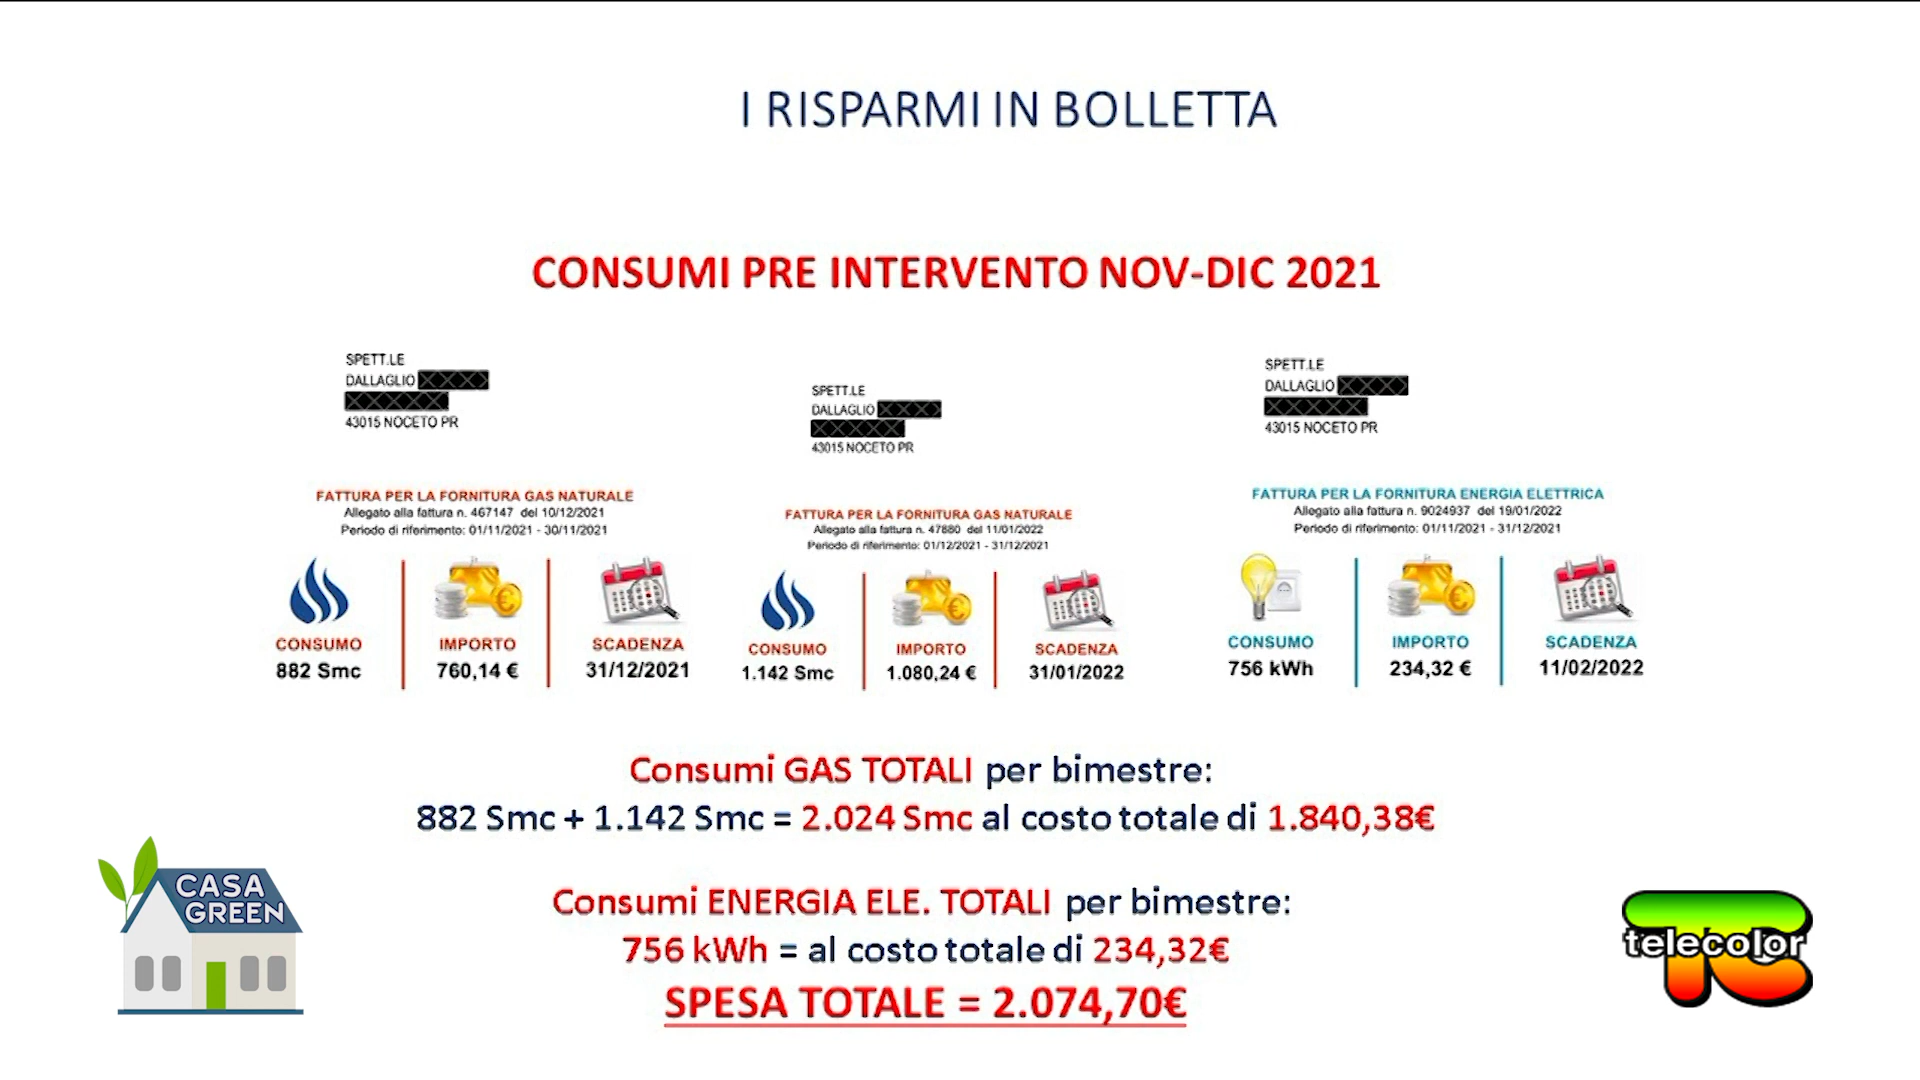 I RISPARMI IN BOLLETTA
CONSUMI PRE INTERVENTO NOV-DIC 2021
SPETT.LE
DALLAGLIO
43015 NOCETO PR
FATTURA PER LA FORNITURA GAS NATURALE
Allegato alla fattura n. 467147 del 10/12/2021
Periodo di riferimento: 01/11/2021 - 30/11/2021
CONSUMO
882 Smc
IMPORTO
760,14 €
SCADENZA
31/12/2021
SPETT.LE
DALLAGLIO
43015 NOCETO PR
FATTURA PER LA FORNITURA GAS NATURALE
Allegato alla fattura n. 47880 del 11/01/2022
Periodo di riferimento: 01/12/2021 - 31/12/2021
CONSUMO
1.142 Smc
IMPORTO
1.080,24 €
SCADENZA
31/01/2022
SPETT.LE
DALLAGLIO
43015 NOCETO PR
FATTURA PER LA FORNITURA ENERGIA ELETTRICA
Allegato alla fattura n. 9024937 del 19/01/2022
Periodo di riferimento: 01/11/2021 - 31/12/2021
CONSUMO
756 kWh
IMPORTO
234,32 €
SCADENZA
11/02/2022
Consumi GAS TOTALI per bimestre:
882 Smc + 1.142 Smc = 2.024 Smc al costo totale di 1.840,38€
Consumi ENERGIA ELE. TOTALI per bimestre:
756 kWh = al costo totale di 234,32€
SPESA TOTALE = 2.074,70€
CASA
GREEN
telecolor